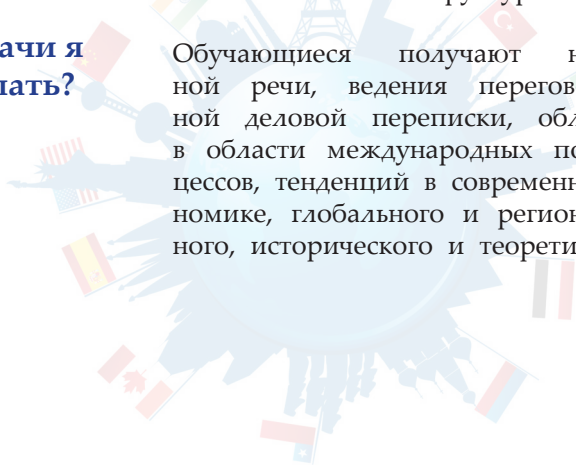 ачи я
лать?
Обучающиеся получают н
ной речи, ведения перегов
ной деловой переписки, обл
в области международных по
цессов, тенденций в современн
номике, глобального и регион
ного, исторического и теорети